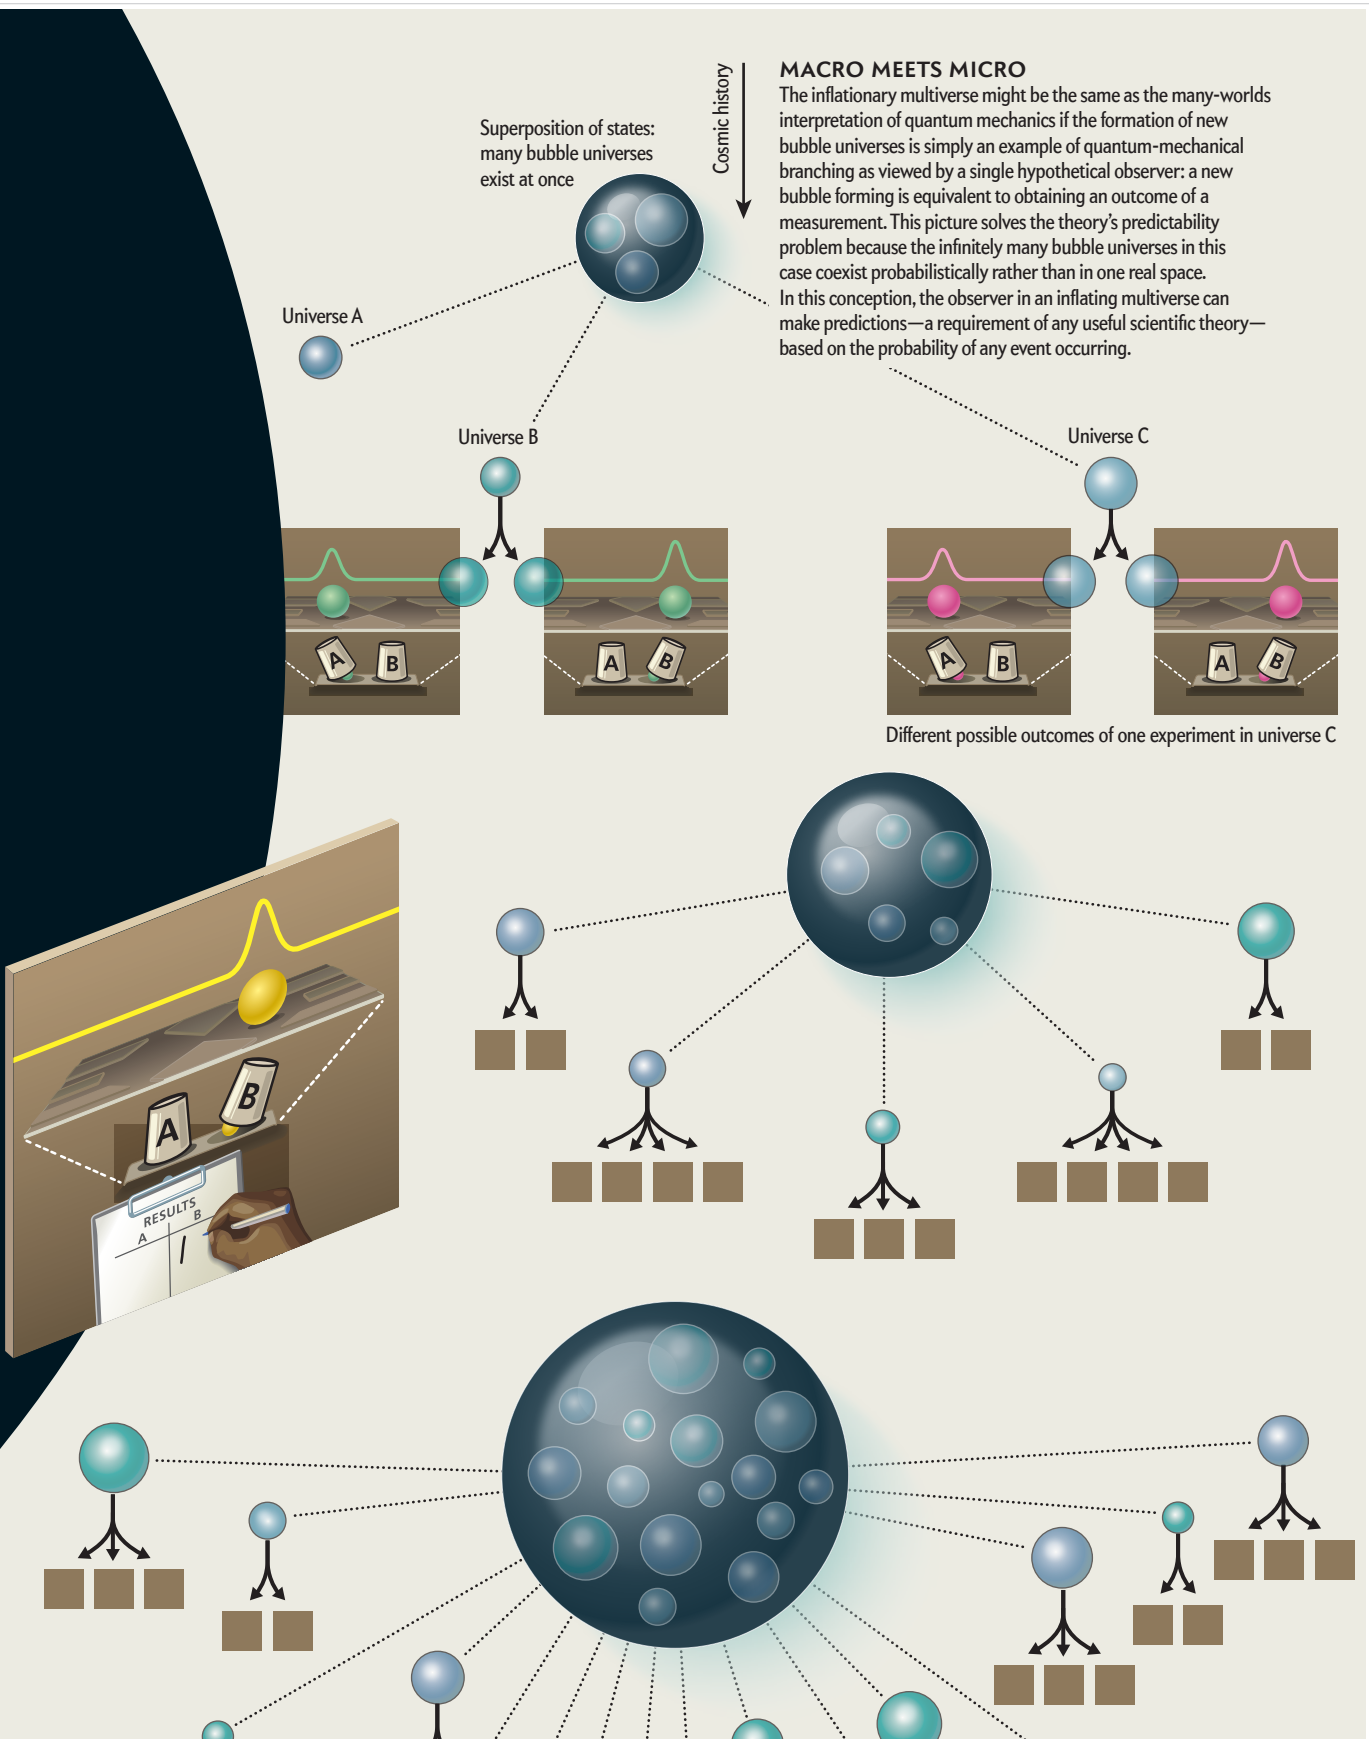 MACRO MEETS MICRO
The inflationary multiverse might be the same as the many-worlds
interpretation of quantum mechanics if the formation of new
bubble universes is simply an example of quantum-mechanical
branching as viewed by a single hypothetical observer: a new
bubble forming is equivalent to obtaining an outcome of a
measurement. This picture solves the theory’s predictability
problem because the infinitely many bubble universes in this
case coexist probabilistically rather than in one real space.
In this conception, the observer in an inflating multiverse can
make predictions—a requirement of any useful scientific theory—
based on the probability of any event occurring.
Cosmic history
Superposition of states:
many bubble universes
exist at once
Universe A
Universe B
Universe C
A B
A B
A B
A B
Different possible outcomes of one experiment in universe C
A B
RESULTS
A B